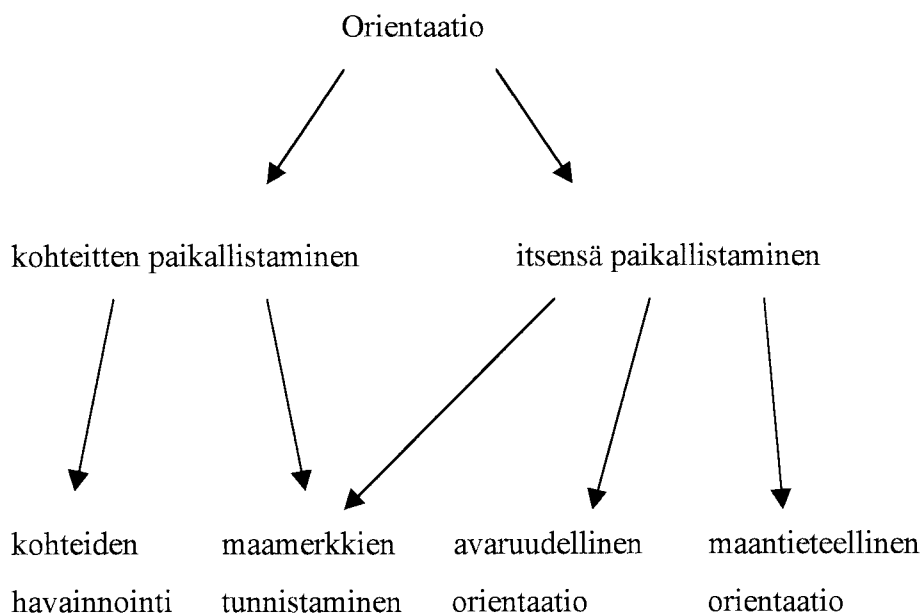 Orientaatio
kohteitten paikallistaminen
itsensä paikallistaminen
kohteiden
havainnointi
maamerkkien
tunnistaminen
avaruudellinen
orientaatio
maantieteellinen
orientaatio